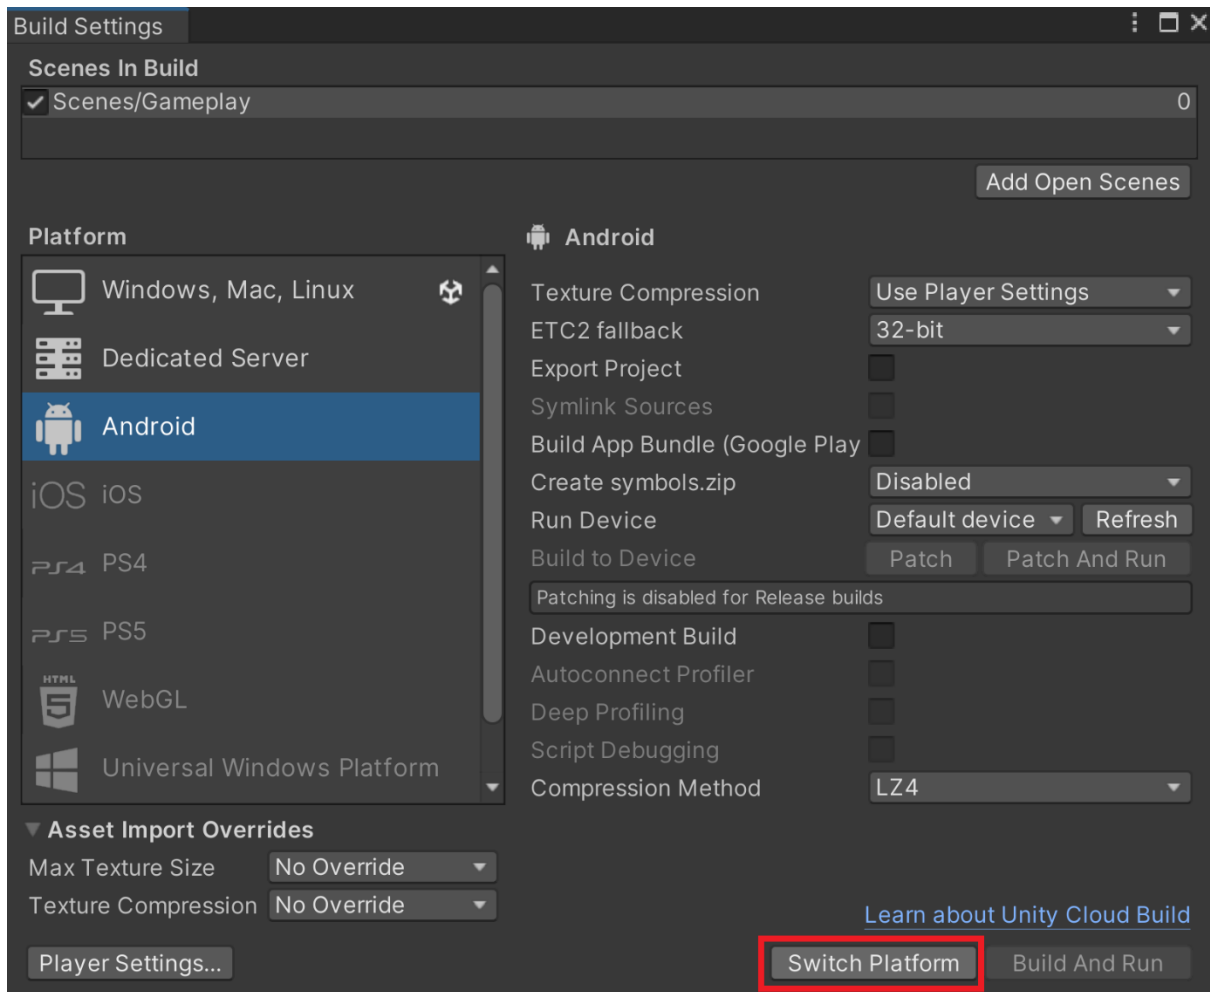 Build Settings
Scenes In Build
Scenes/Gameplay 0
Add Open Scenes
Platform
Windows, Mac, Linux
Dedicated Server
Android
iOS iOS
PS4 PS4
PS5 PS5
HTML 5 WebGL
Universal Windows Platform
Android
Texture Compression Use Player Settings
ETC2 fallback 32-bit
Export Project
Symlink Sources
Build App Bundle (Google Play
Create symbols.zip Disabled
Run Device Default device Refresh
Build to Device Patch Patch And Run
Patching is disabled for Release builds
Development Build
Autoconnect Profiler
Deep Profiling
Script Debugging
Compression Method LZ4
Asset Import Overrides
Max Texture Size No Override
Texture Compression No Override
Learn about Unity Cloud Build
Player Settings... Switch Platform Build And Run